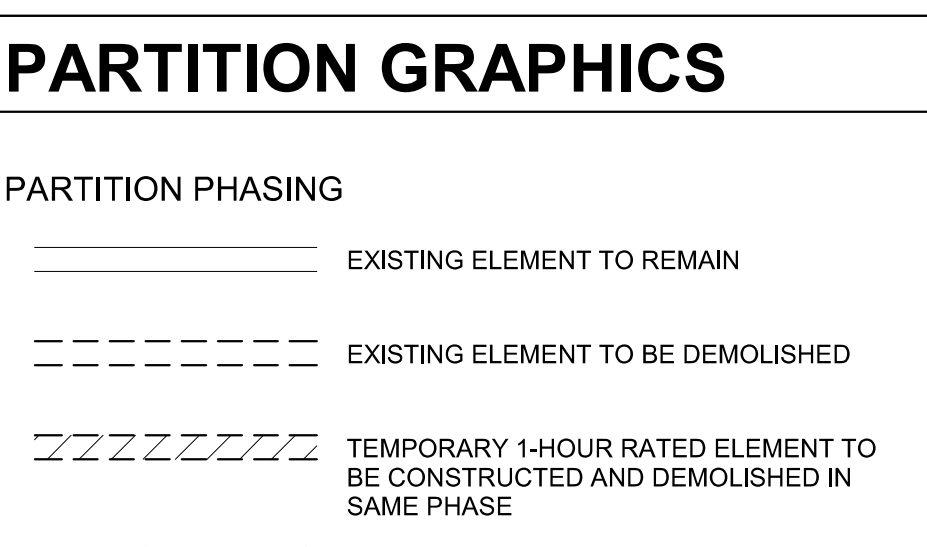 PARTITION GRAPHICS
PARTITION PHASING
EXISTING ELEMENT TO REMAIN
EXISTING ELEMENT TO BE DEMOLISHED
TEMPORARY 1-HOUR RATED ELEMENT TO
BE CONSTRUCTED AND DEMOLISHED IN
SAME PHASE